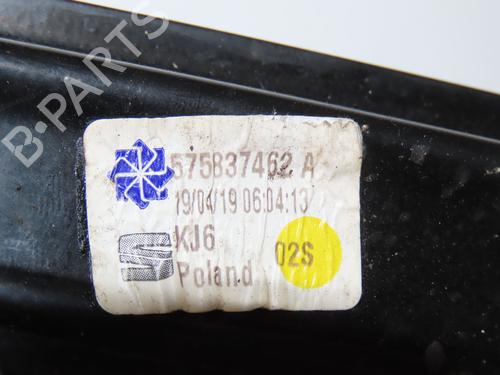 B-PARTS
575837462 A
19/04/19 06:04:13
KJ6
02S
Poland